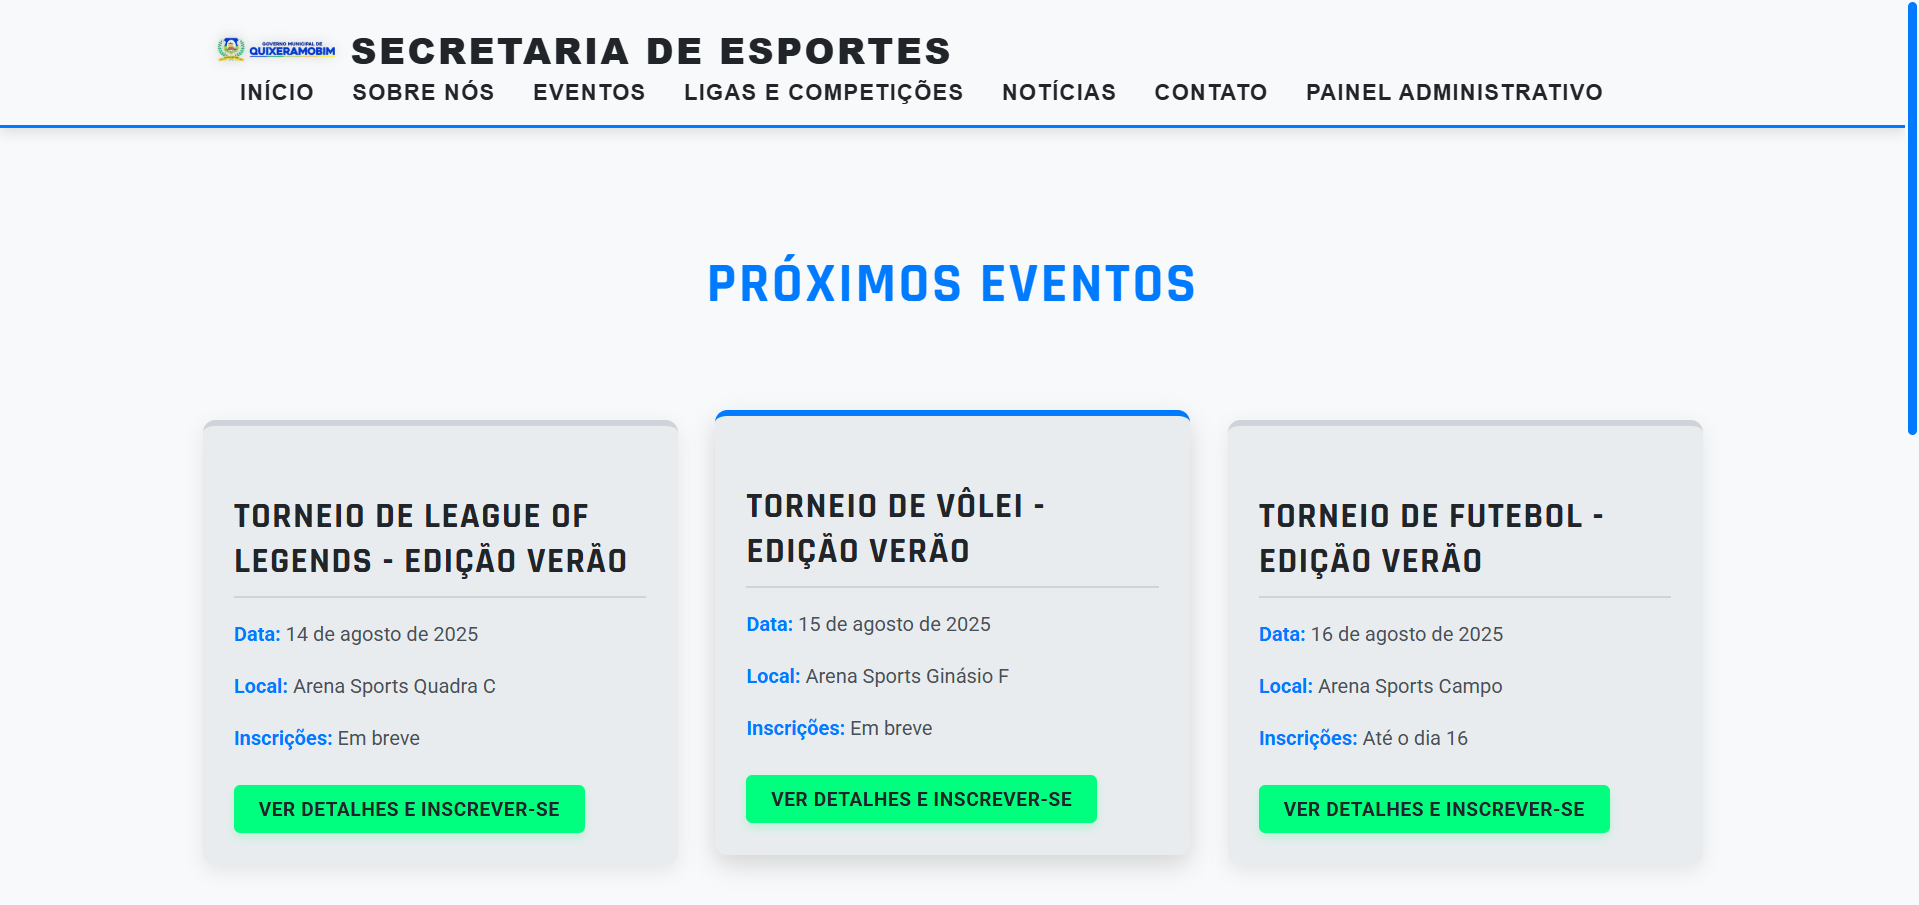 GOVERNO MUNICIPAL DE
QUIXERAMOBIM
SECRETARIA DE ESPORTES
INÍCIO SOBRE NÓS EVENTOS LIGAS E COMPETIÇÕES NOTÍCIAS CONTATO PAINEL ADMINISTRATIVO
PRÓXIMOS EVENTOS
TORNEIO DE LEAGUE OF
LEGENDS - EDIÇÃO VERÃO
Data: 14 de agosto de 2025
Local: Arena Sports Quadra C
Inscrições: Em breve
VER DETALHES E INSCREVER-SE
TORNEIO DE VÔLEI -
EDIÇÃO VERÃO
Data: 15 de agosto de 2025
Local: Arena Sports Ginásio F
Inscrições: Em breve
VER DETALHES E INSCREVER-SE
TORNEIO DE FUTEBOL -
EDIÇÃO VERÃO
Data: 16 de agosto de 2025
Local: Arena Sports Campo
Inscrições: Até o dia 16
VER DETALHES E INSCREVER-SE